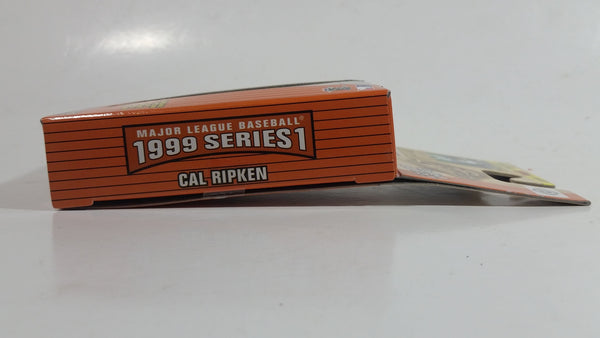 MAJOR LEAGUE BASEBALL®
1999 SERIES 1
CAL RIPKEN